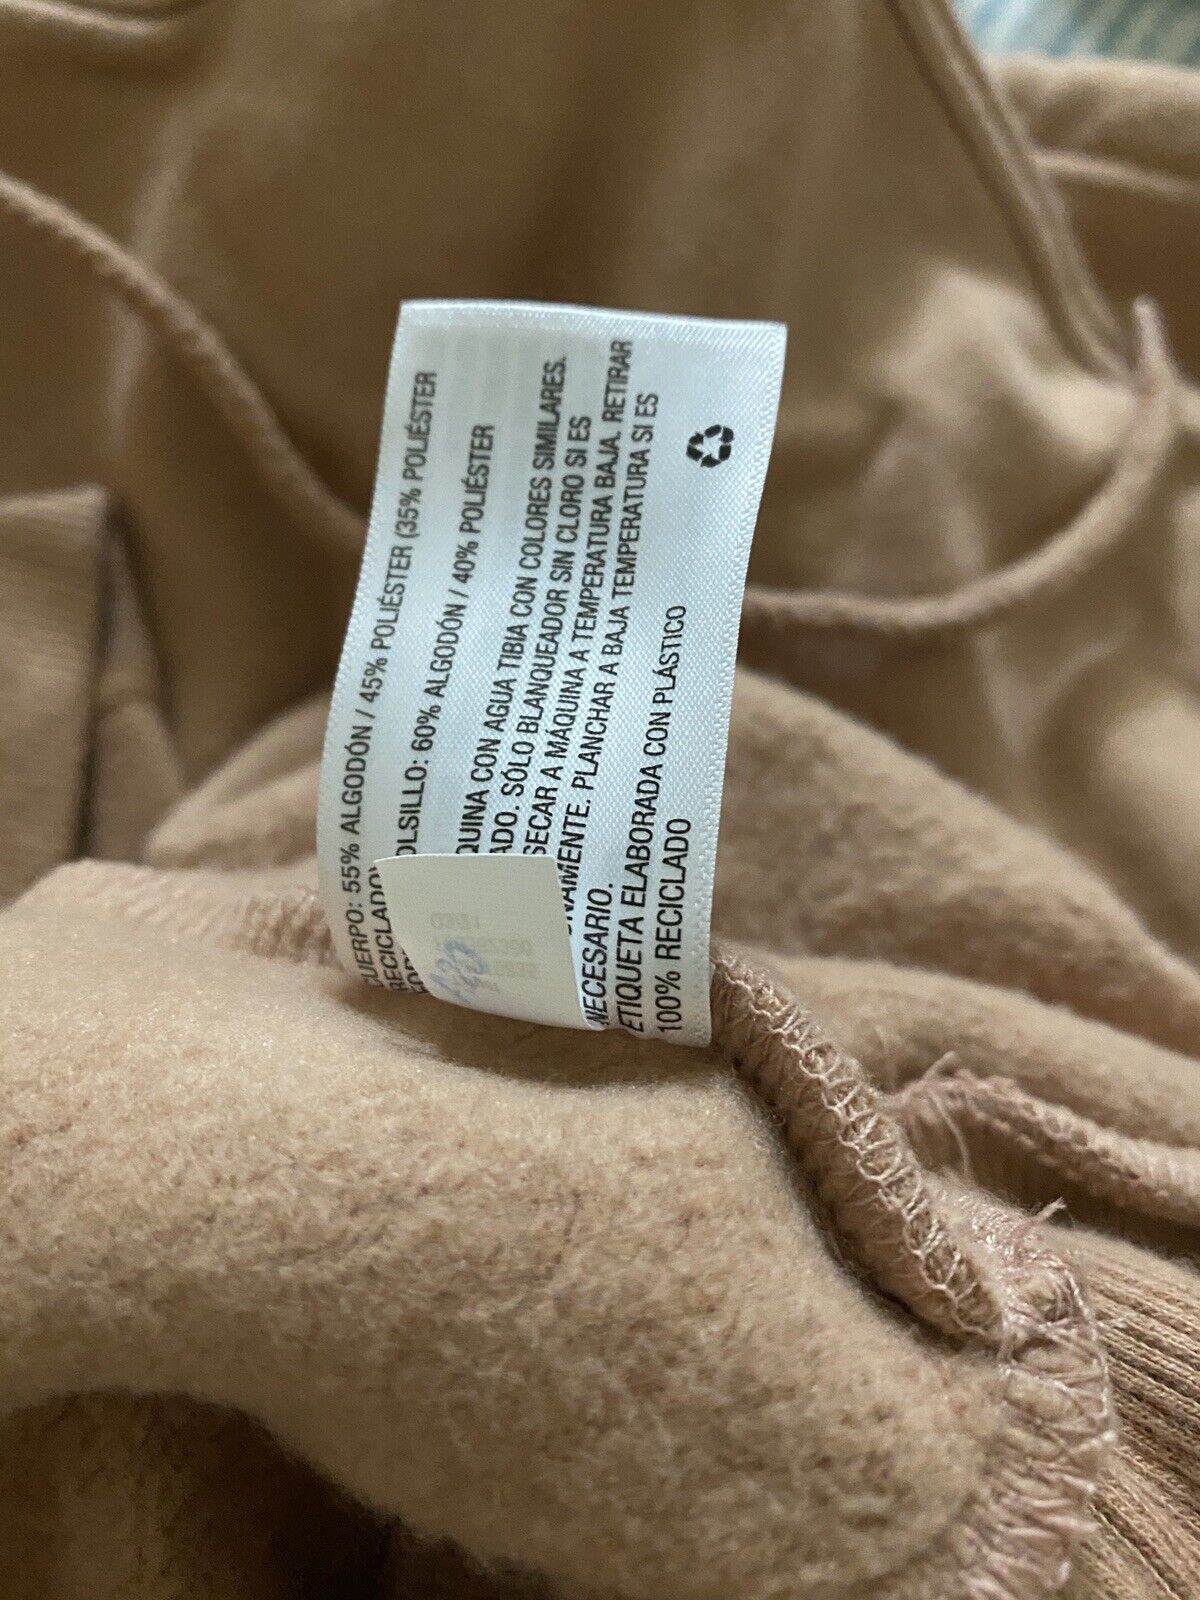 CUERPO: 55% ALGODÓN / 45% POLIÉSTER (35% POLIÉSTER
RECICLADO)
OLSILLO: 60% ALGODÓN / 40% POLIÉSTER
QUINA CON AGUA TIBIA CON COLORES SIMILARES.
ADO. SÓLO BLANQUEADOR SIN CLORO SI ES
SECAR A MÁQUINA A TEMPERATURA BAJA. RETIRAR
NAMENTE. PLANCHAR A BAJA TEMPERATURA SI ES
NECESARIO.
ETIQUETA ELABORADA CON PLÁSTICO
100% RECICLADO